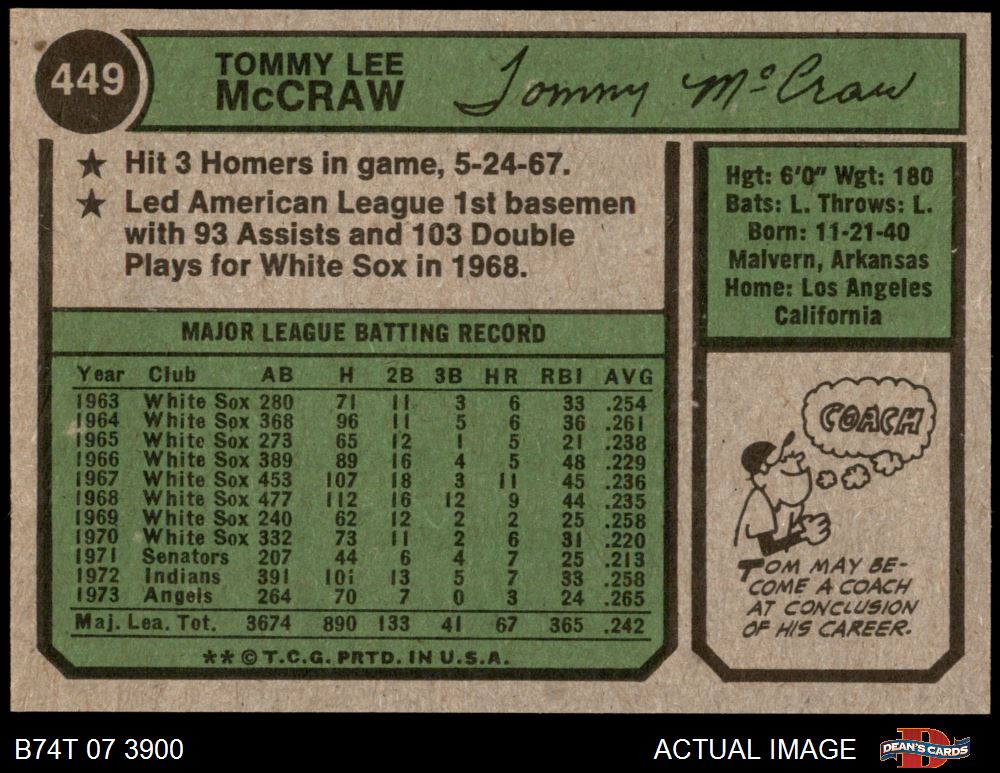 449
TOMMY LEE
McCRAW
Tommy McCraw
★ Hit 3 Homers in game, 5-24-67.
★ Led American League 1st basemen
with 93 Assists and 103 Double
Plays for White Sox in 1968.
Hgt: 6'0" Wgt: 180
Bats: L. Throws: L.
Born: 11-21-40
Malvern, Arkansas
Home: Los Angeles
California
MAJOR LEAGUE BATTING RECORD
Year Club AB H 2B 3B HR RBI AVG
1963 White Sox 280 71 11 3 6 33 .254
1964 White Sox 368 96 11 5 6 36 .261
1965 White Sox 273 65 12 1 5 21 .238
1966 White Sox 389 89 16 4 5 48 .229
1967 White Sox 453 107 18 3 11 45 .236
1968 White Sox 477 112 16 12 9 44 .235
1969 White Sox 240 62 12 2 2 25 .258
1970 White Sox 332 73 11 2 6 31 .220
1971 Senators 207 44 6 4 7 25 .213
1972 Indians 391 101 13 5 7 33 .258
1973 Angels 264 70 7 0 3 24 .265
Maj. Lea. Tot. 3674 890 133 41 67 365 .242
** © T.C.G. PRTD. IN U.S.A.
COACH
TOM MAY BE-
COME A COACH
AT CONCLUSION
OF HIS CAREER.
B74T 07 3900
ACTUAL IMAGE
DEAN'S CARDS